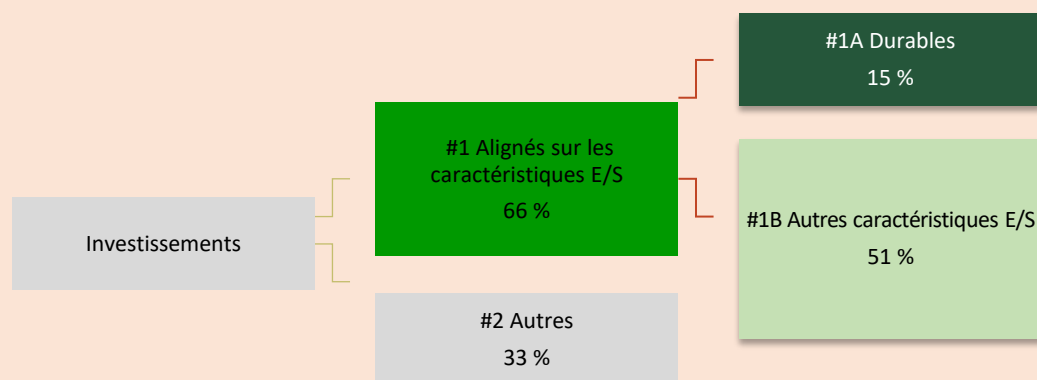 Investissements
#1 Alignés sur les
caractéristiques E/S
66 %
#2 Autres
33 %
#1A Durables
15 %
#1B Autres caractéristiques E/S
51 %